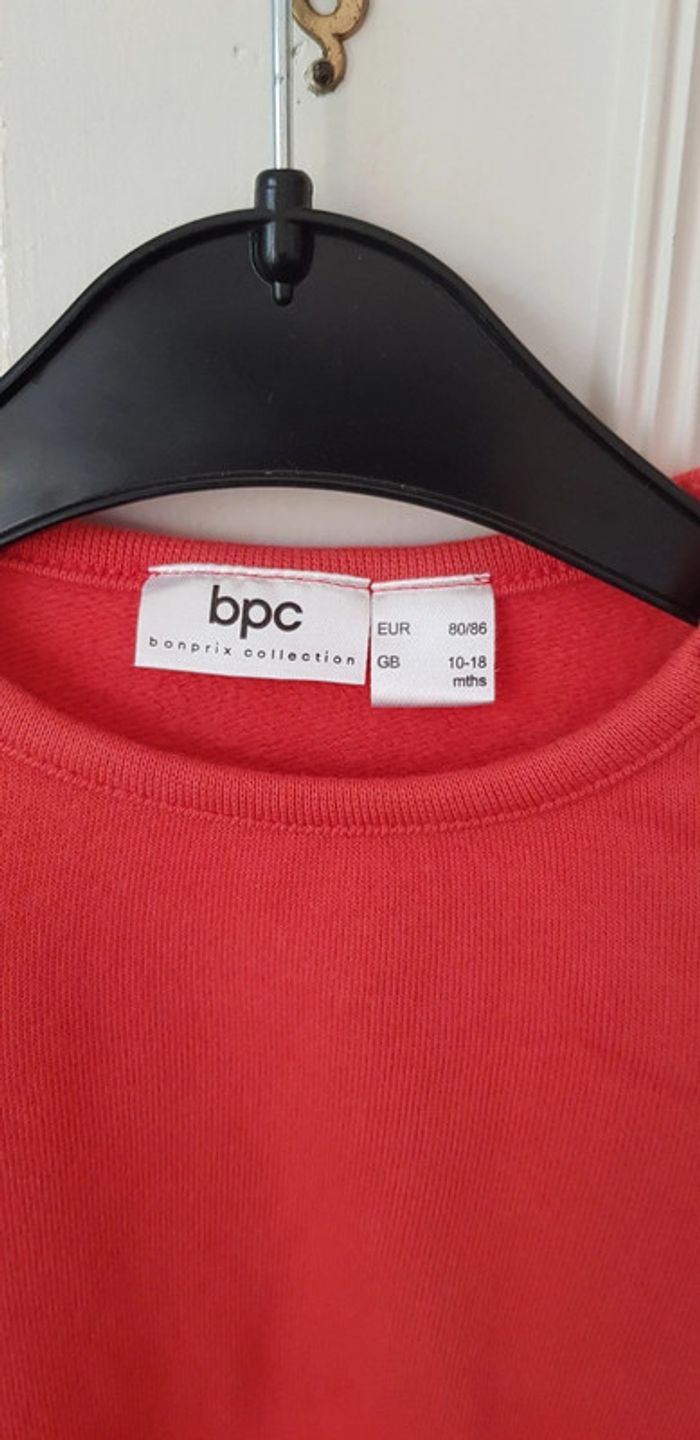 bpc
bonprix collection
EUR 80/86
GB 10-18
mths